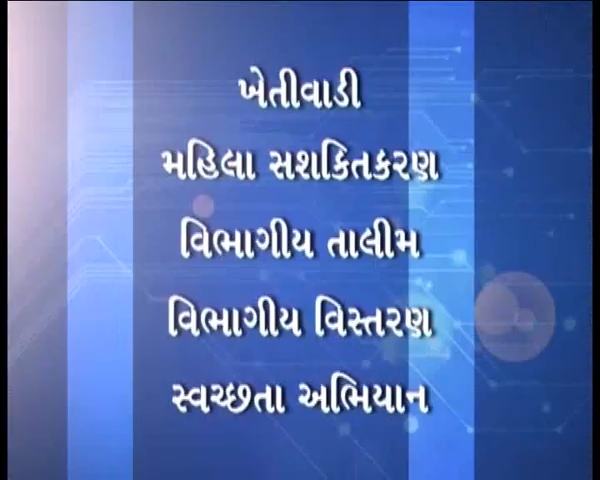 ખેતીવાડી
મહિલા સશકિતકરણ
વિભાગીય તાલીમ
વિભાગીય વિસ્તરણ
સ્વચ્છતા અભિયાન